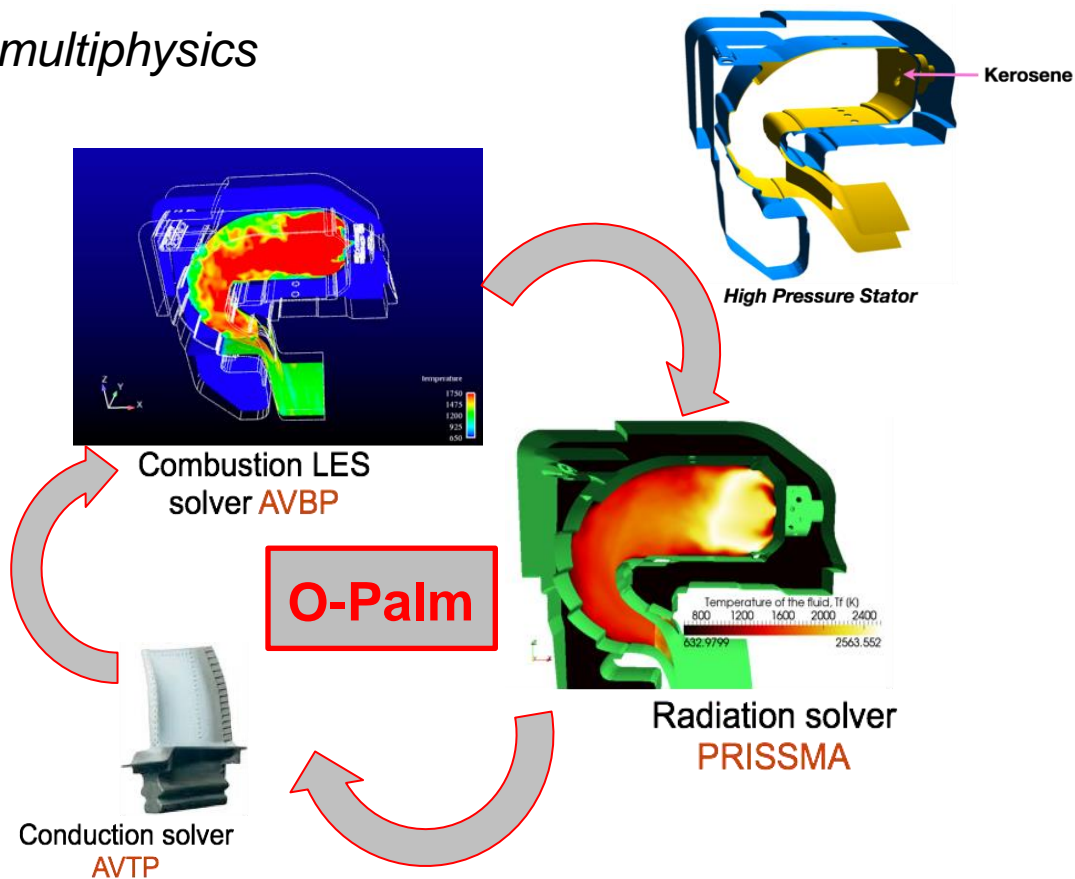 multiphysics
Kerosene
High Pressure Stator
temperature
1750
1475
1200
925
650
Z
Y
X
Combustion LES
solver AVBP
O-Palm
Temperature of the fluid, Tf (K)
800 1200 1600 2000 2400
632.9799 2563.552
Radiation solver
PRISSMA
Conduction solver
AVTP